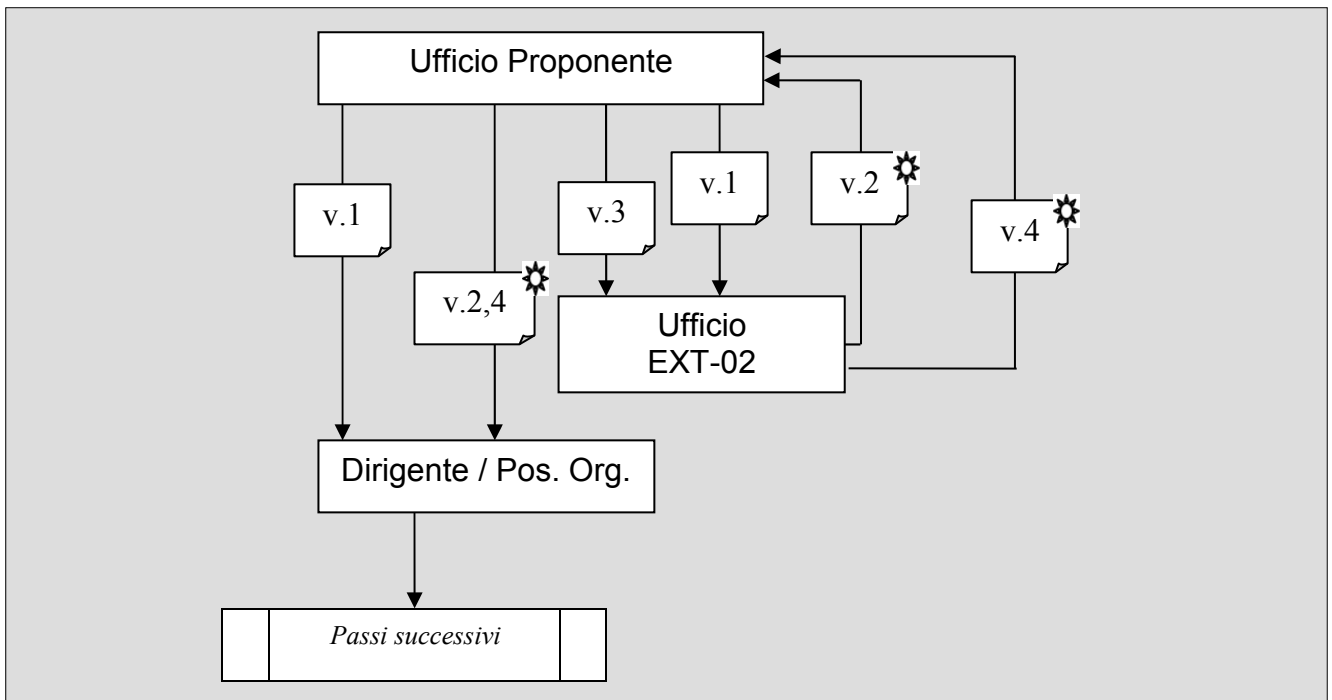 Ufficio Proponente
v.1
v.2,4
v.3
v.1
v.2
v.4
Ufficio
EXT-02
Dirigente / Pos. Org.
Passi successivi